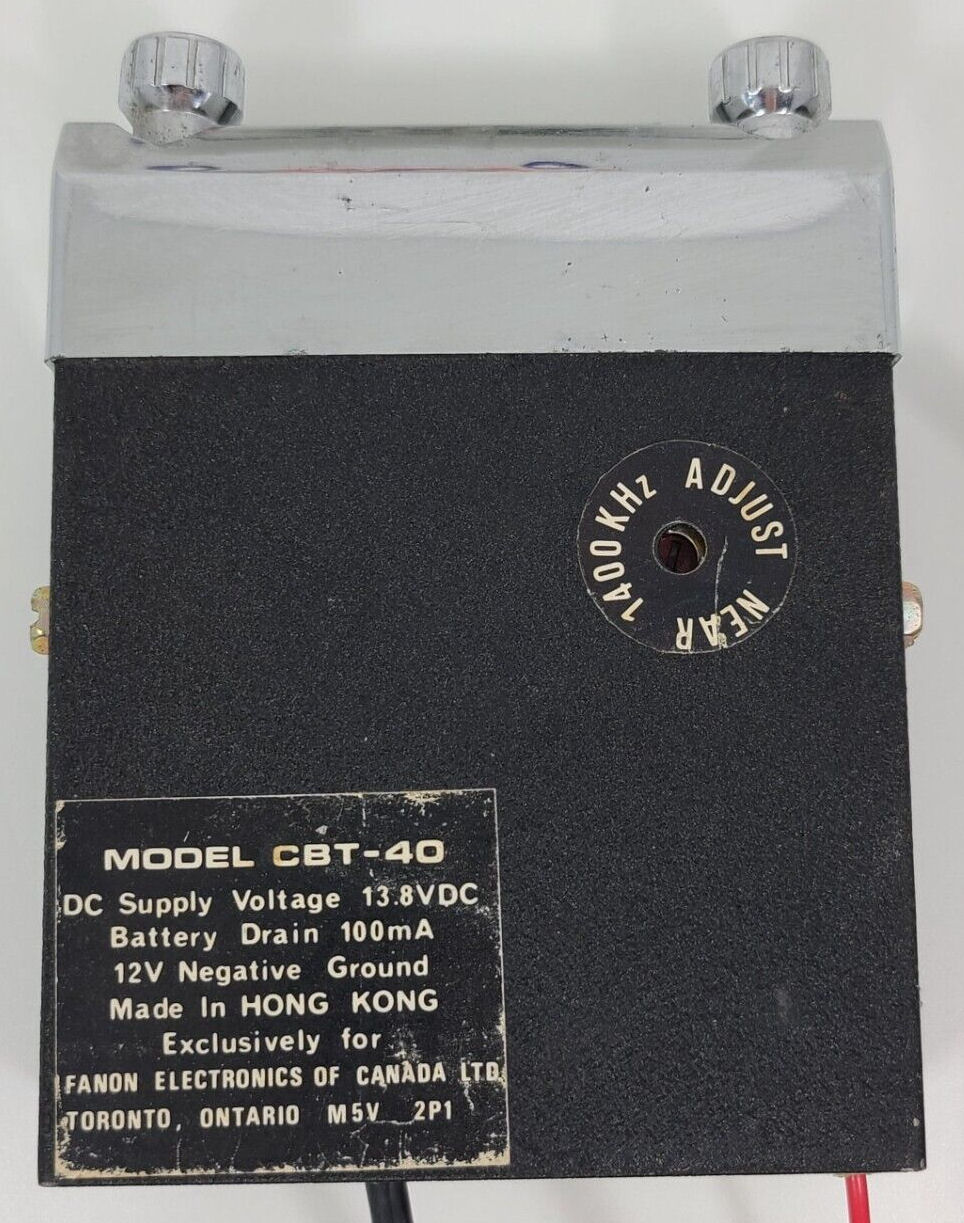 ADJUST NEAR 1400KHz
MODEL CBT-40
DC Supply Voltage 13.8VDC
Battery Drain 100mA
12V Negative Ground
Made In HONG KONG
Exclusively for
FANON ELECTRONICS OF CANADA LTD.
TORONTO, ONTARIO M5V 2P1